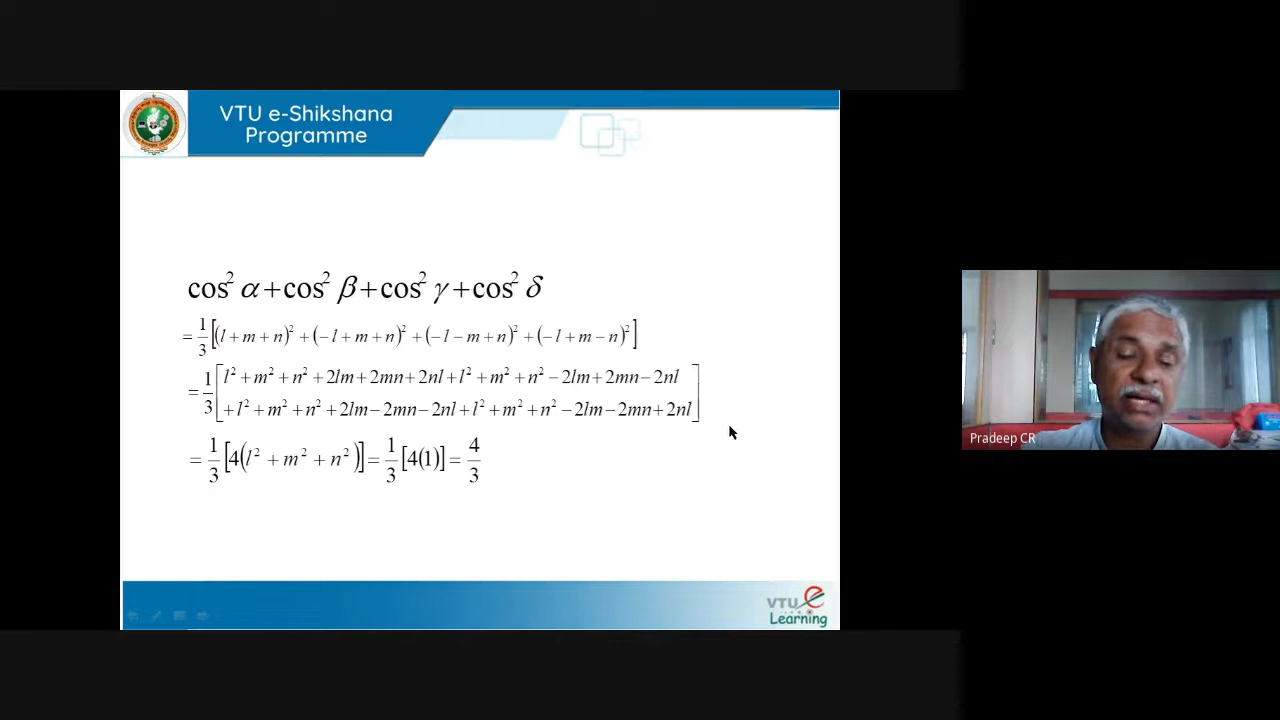 VTU e-Shikshana
Programme
cos² α + cos² β + cos² γ + cos² δ
= 1/3 [(l + m + n)² + (− l + m + n)² + (− l − m + n)² + (− l + m − n)²]
= 1/3 [l² + m² + n² + 2lm + 2mn + 2nl + l² + m² + n² − 2lm + 2mn − 2nl
+ l² + m² + n² + 2lm − 2mn − 2nl + l² + m² + n² − 2lm − 2mn + 2nl]
= 1/3 [4(l² + m² + n²)] = 1/3 [4(1)] = 4/3
Pradeep CR
VTU e
Learning